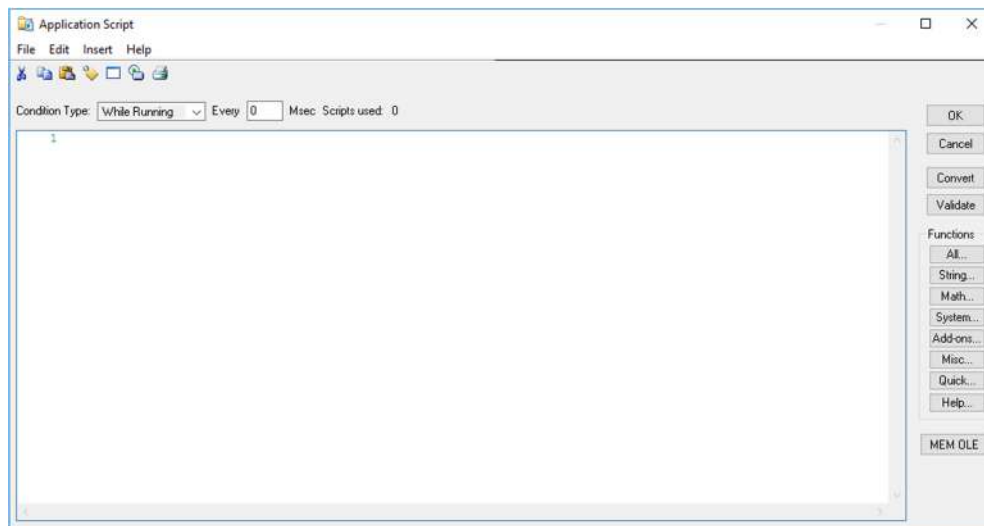 Application Script
File Edit Insert Help
Condition Type: While Running Every 0 Msec Scripts used: 0
1
OK
Cancel
Convert
Validate
Functions
All...
String...
Math...
System...
Add-ons...
Misc...
Quick...
Help...
MEM OLE